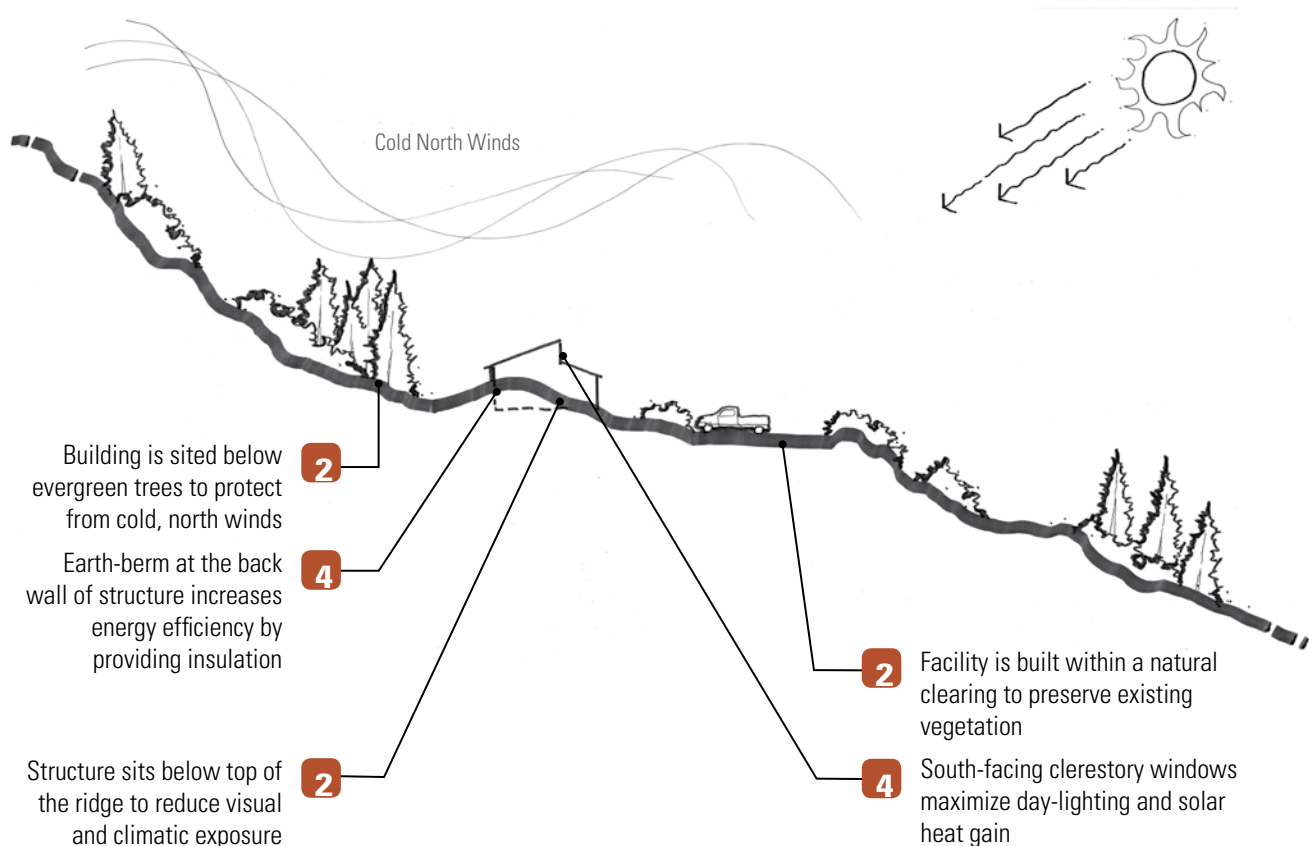 Cold North Winds
2
Building is sited below
evergreen trees to protect
from cold, north winds
4
Earth-berm at the back
wall of structure increases
energy efficiency by
providing insulation
2
Structure sits below top of
the ridge to reduce visual
and climatic exposure
2
Facility is built within a natural
clearing to preserve existing
vegetation
4
South-facing clerestory windows
maximize day-lighting and solar
heat gain